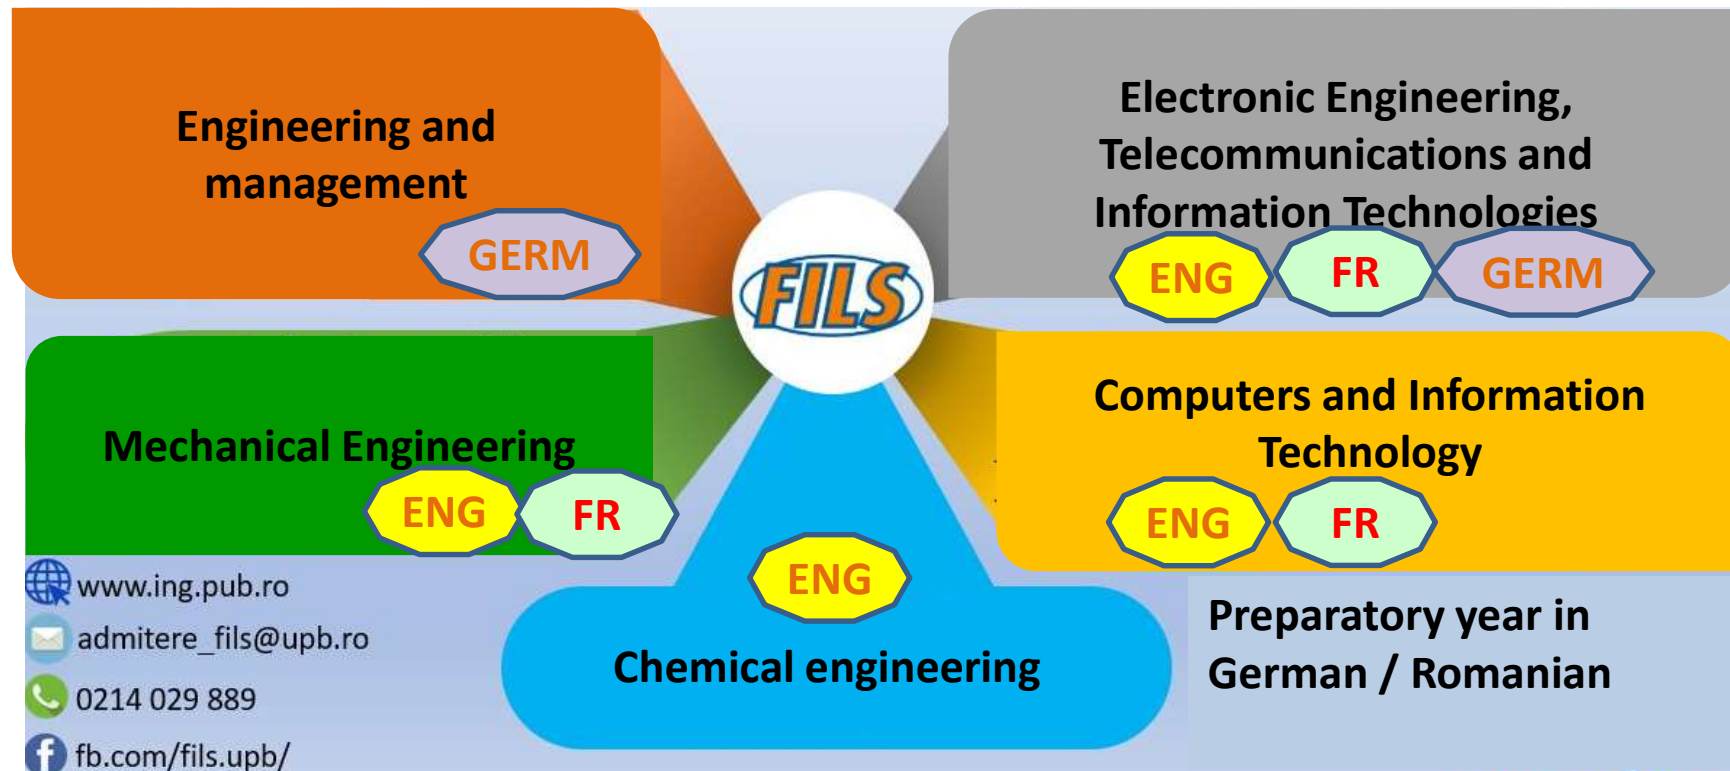 Engineering and
management
GERM
Electronic Engineering,
Telecommunications and
Information Technologies
ENG FR GERM
FILS
Mechanical Engineering
ENG FR
Computers and Information
Technology
ENG FR
ENG
Chemical engineering
www.ing.pub.ro
admitere_fils@upb.ro
0214 029 889
fb.com/fils.upb/
Preparatory year in
German / Romanian